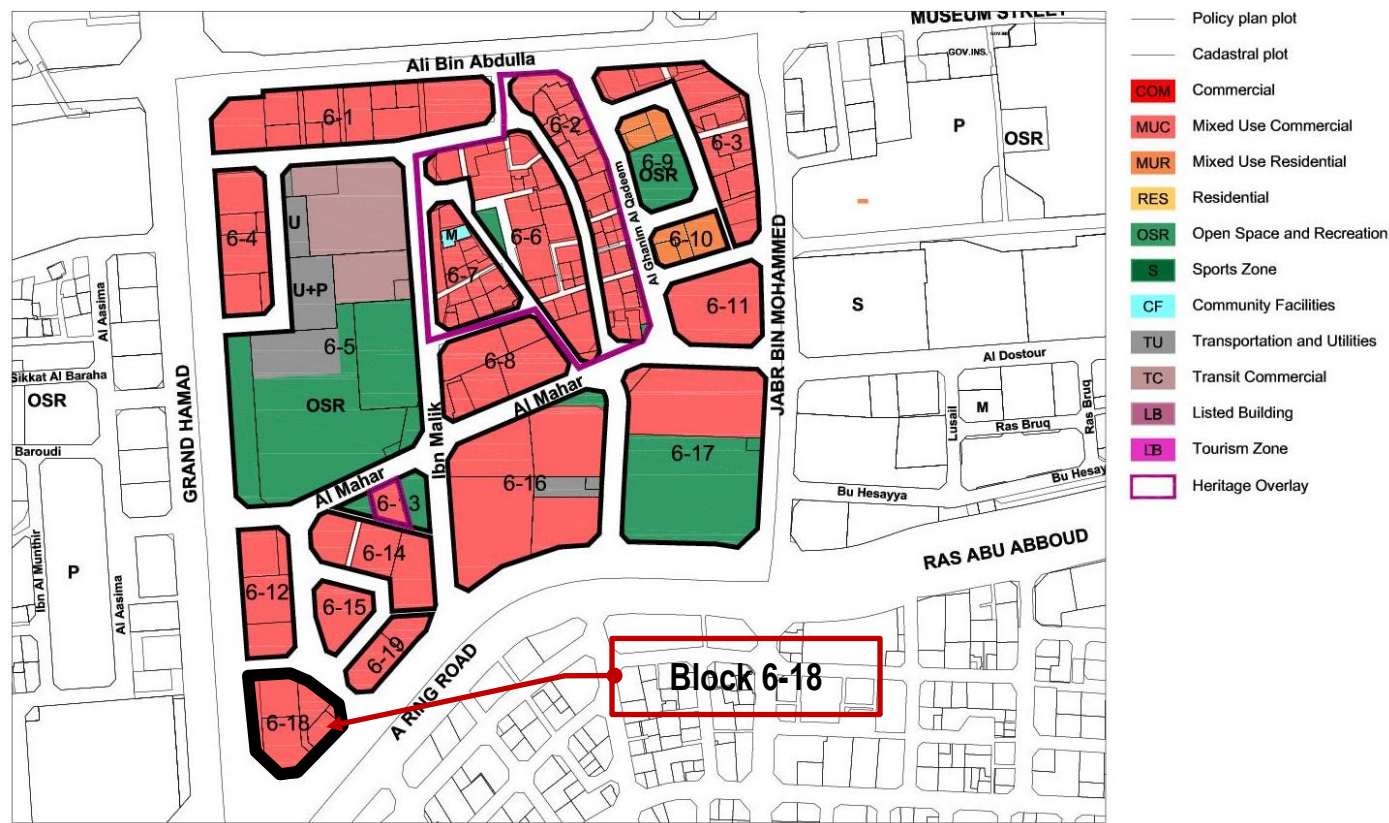 MUSEUM STREET
Ali Bin Abdulla
GOV.INS.
6-1
6-2
6-3
P
OSR
6-9
OSR
6-4
U
M
6-6
Al Ghanim Al Qadeem
6-10
6-7
U+P
6-11
S
JABR BIN MOHAMMED
Al Aasima
6-5
6-8
Al Dostour
Sikkat Al Baraha
OSR
OSR
Al Mahar
M
Lusail
Ras Bruq
Ras Bruq
GRAND HAMAD
Ibn Malik
Baroudi
6-17
Al Mahar
6-16
Bu Hesayya
Bu Hesay
6-13
6-14
RAS ABU ABBOUD
P
Ibn Al Munthir
Al Aasima
6-12
6-15
6-19
A RING ROAD
Block 6-18
6-18
Policy plan plot
Cadastral plot
COM Commercial
MUC Mixed Use Commercial
MUR Mixed Use Residential
RES Residential
OSR Open Space and Recreation
S Sports Zone
CF Community Facilities
TU Transportation and Utilities
TC Transit Commercial
LB Listed Building
Tourism Zone
Heritage Overlay